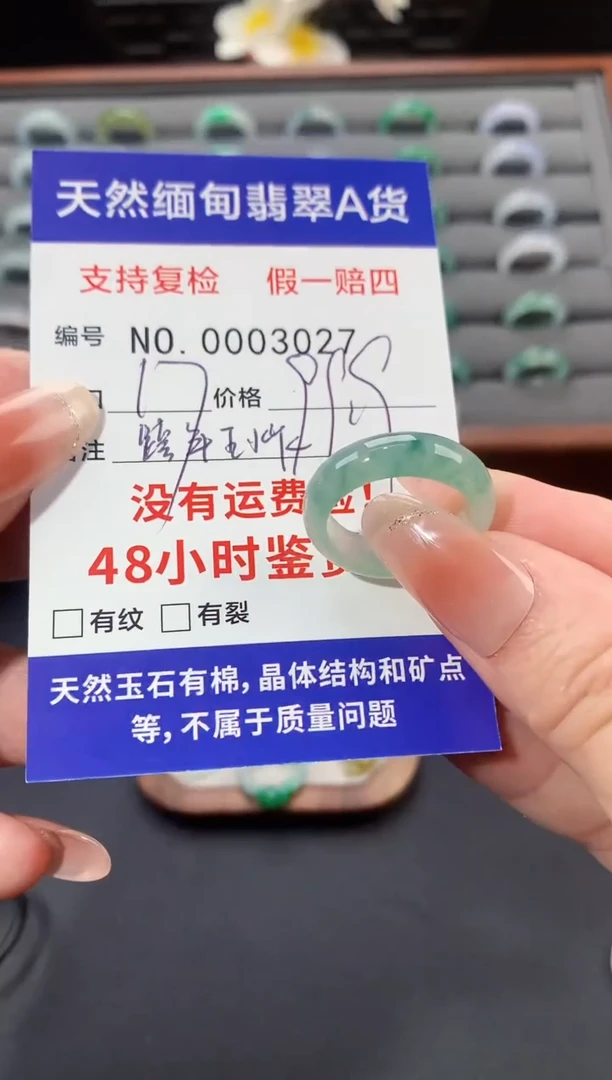 天然缅甸翡翠A货
支持复检 假一赔四
编号 NO. 0003027
17 价格
注
没有运费险!
48小时鉴赏
□有纹 □有裂
天然玉石有棉，晶体结构和矿点
等，不属于质量问题